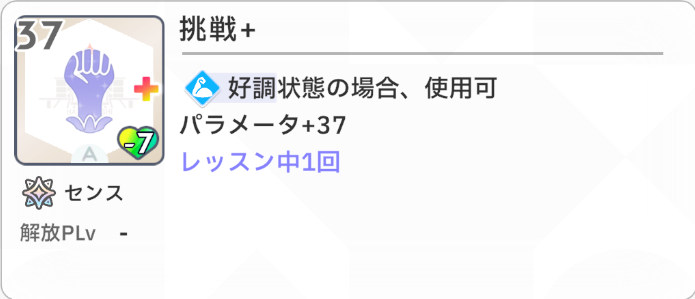 37
挑戦+
好調状態の場合、使用可
パラメータ+37
レッスン中1回
-7
A
センス
解放PLv -